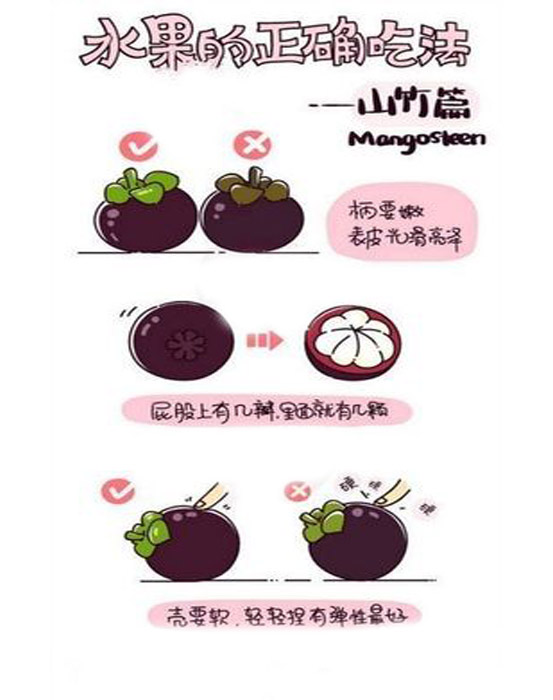 水果的正确吃法
——山竹篇
Mangosteen
柄要嫩
表皮光滑亮泽
屁股上有几瓣,里面就有几颗
硬 硬 硬
壳要软,轻轻捏有弹性最好